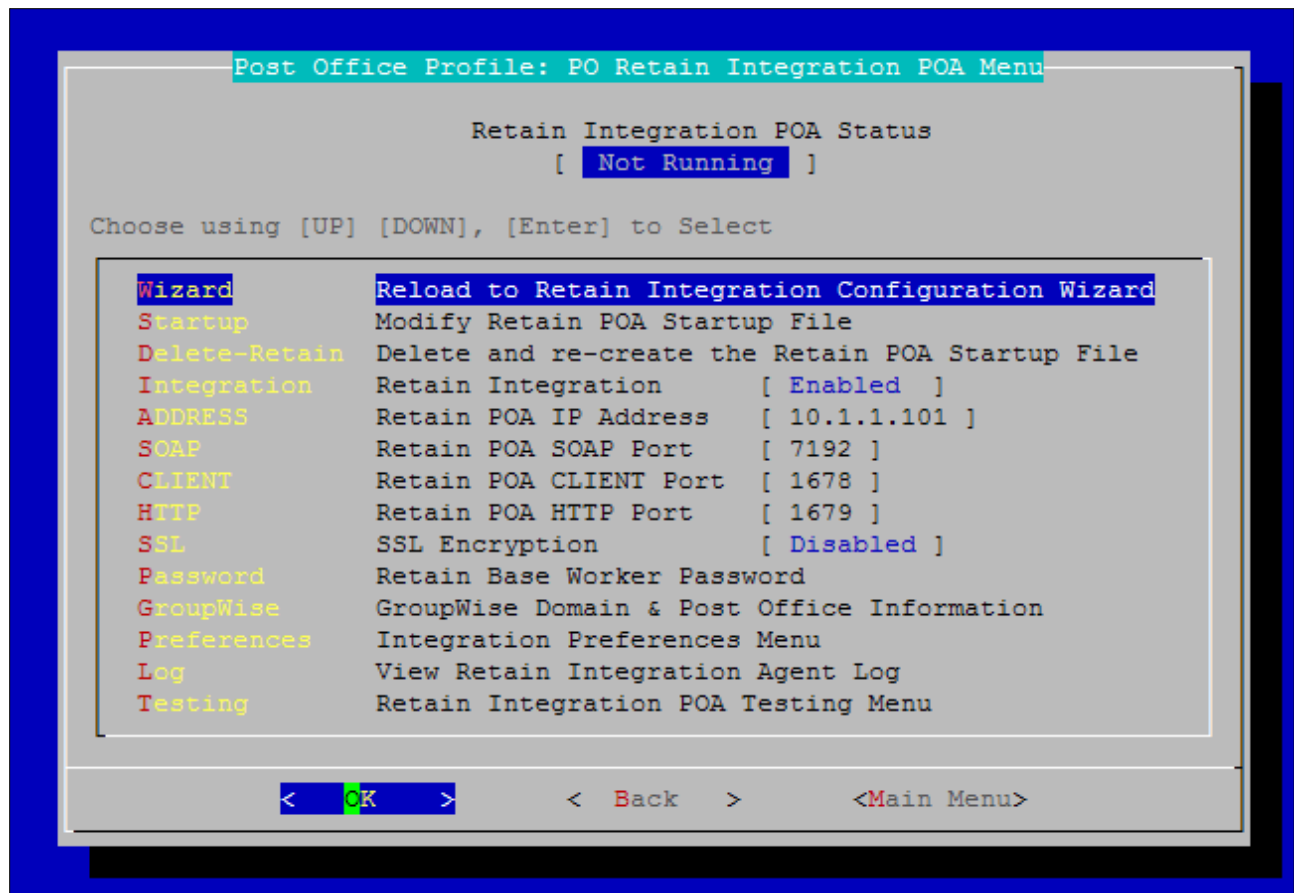 Post Office Profile: PO Retain Integration POA Menu
Retain Integration POA Status
[ Not Running ]
Choose using [UP] [DOWN], [Enter] to Select
Wizard Reload to Retain Integration Configuration Wizard
Startup Modify Retain POA Startup File
Delete-Retain Delete and re-create the Retain POA Startup File
Integration Retain Integration [ Enabled ]
ADDRESS Retain POA IP Address [ 10.1.1.101 ]
SOAP Retain POA SOAP Port [ 7192 ]
CLIENT Retain POA CLIENT Port [ 1678 ]
HTTP Retain POA HTTP Port [ 1679 ]
SSL SSL Encryption [ Disabled ]
Password Retain Base Worker Password
GroupWise GroupWise Domain & Post Office Information
Preferences Integration Preferences Menu
Log View Retain Integration Agent Log
Testing Retain Integration POA Testing Menu
< OK > < Back > <Main Menu>